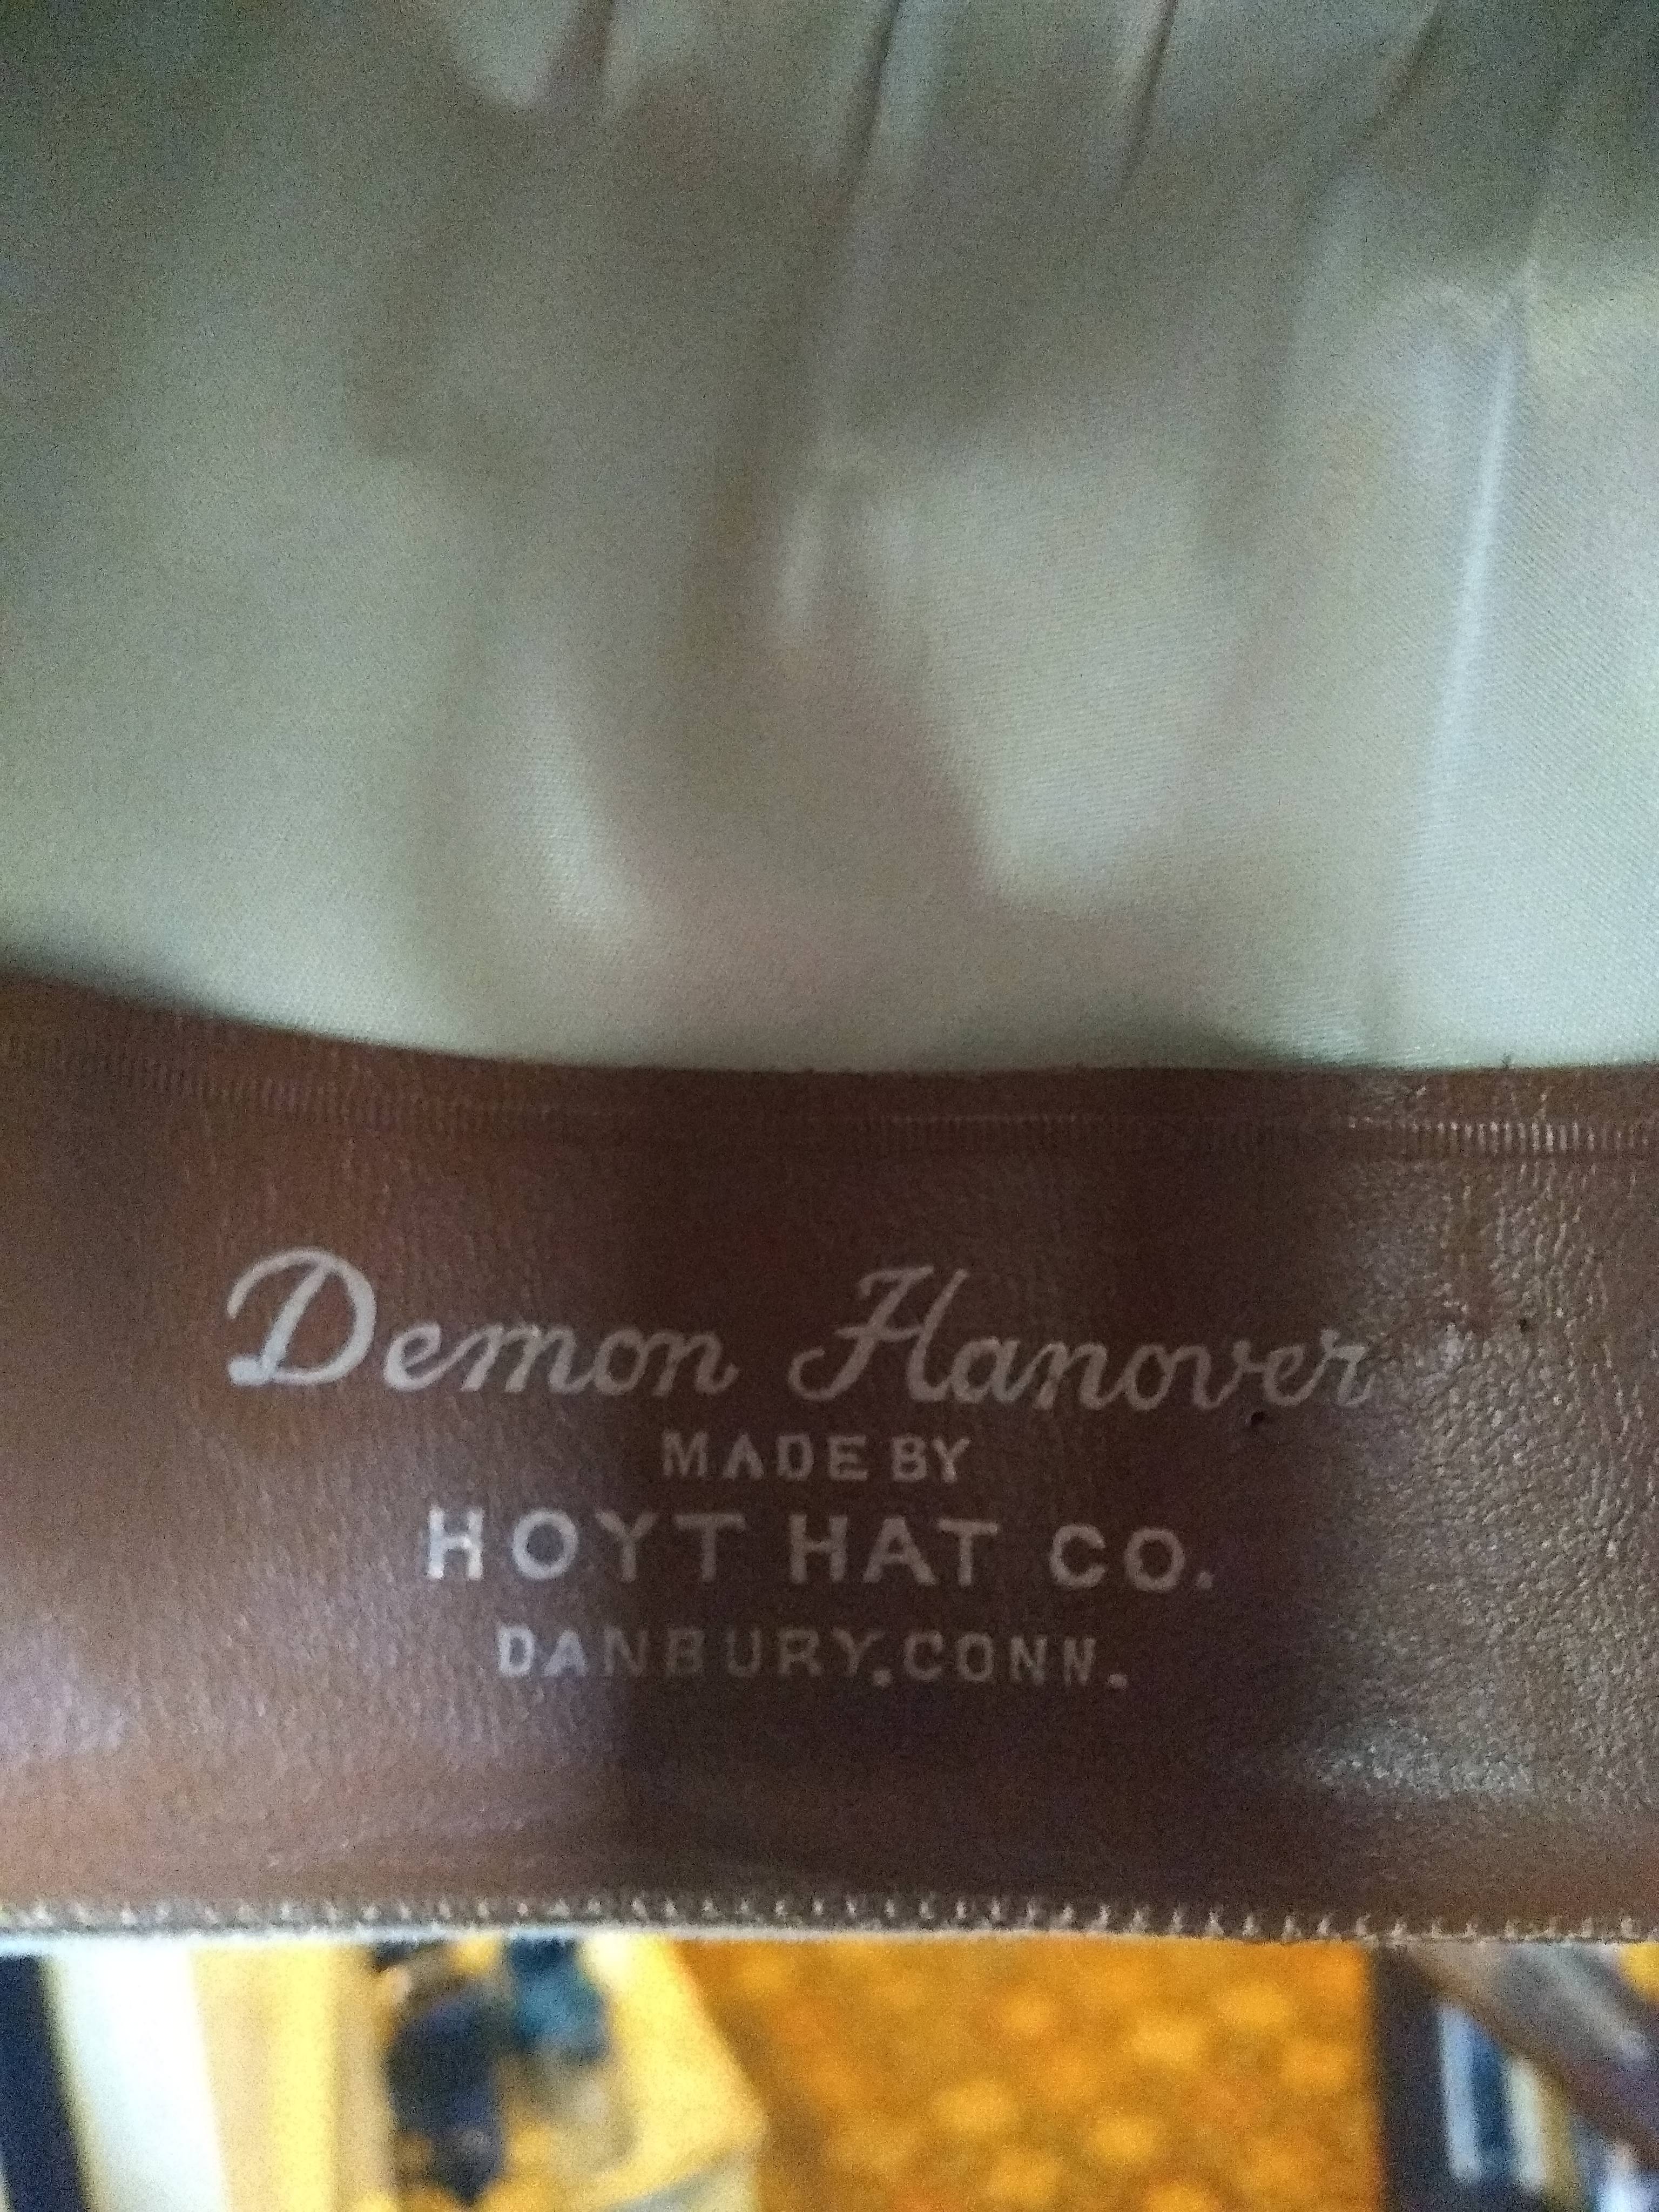 Demon Hanover
MADE BY
HOYT HAT CO.
DANBURY. CONN.